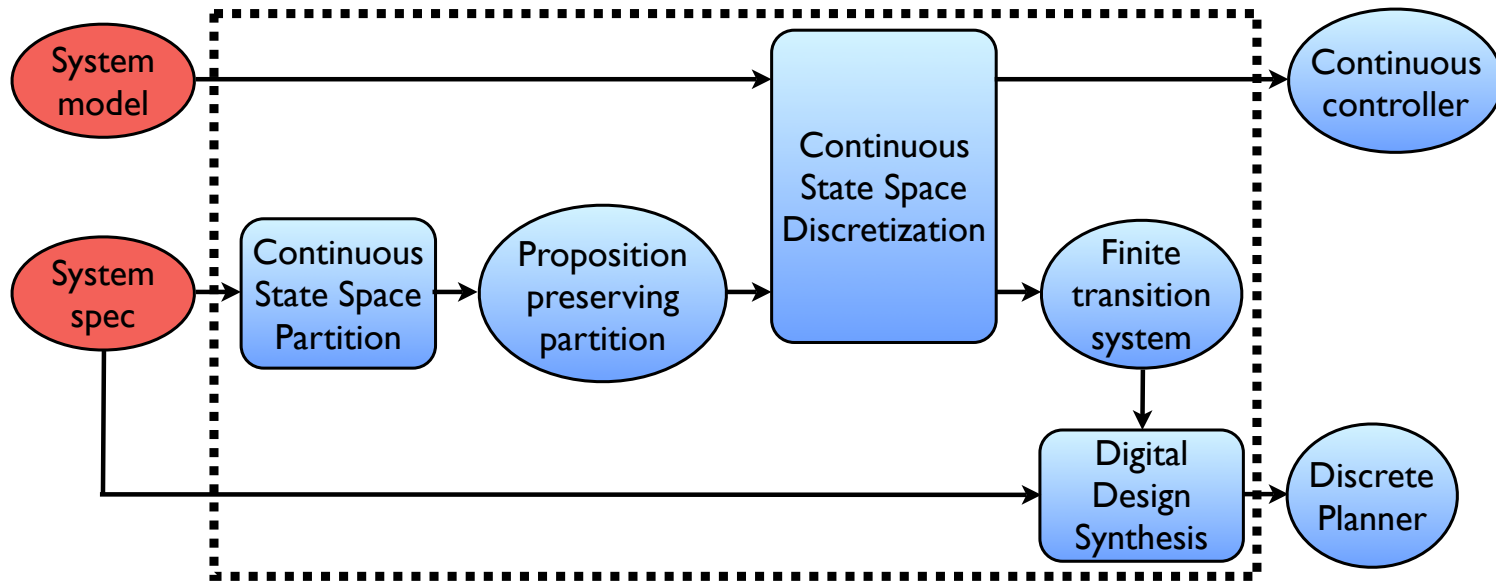 System
model
Continuous
State Space
Discretization
Continuous
controller
System
spec
Continuous
State Space
Partition
Proposition
preserving
partition
Finite
transition
system
Digital
Design
Synthesis
Discrete
Planner